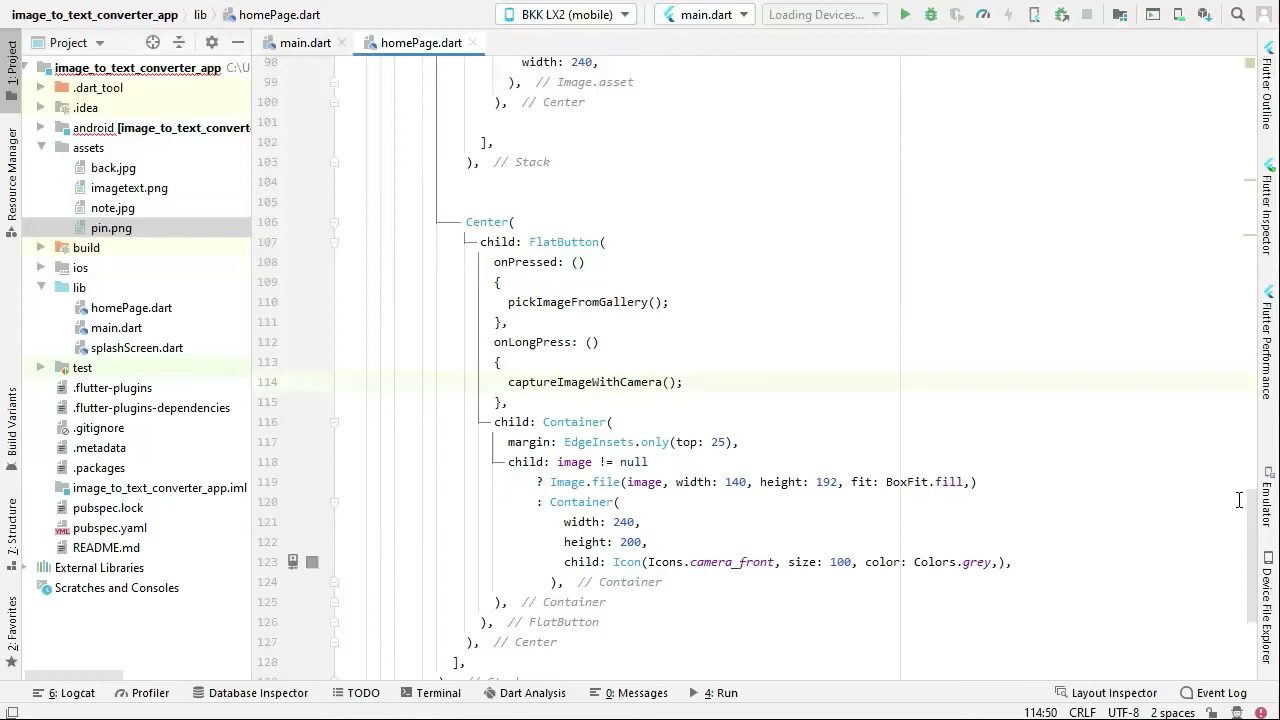 image_to_text_converter_app
lib
homePage.dart
BKK LX2 (mobile)
main.dart
Loading Devices...
Project
main.dart
homePage.dart
image_to_text_converter_app C:\U
.dart_tool
.idea
android [image_to_text_convert
assets
back.jpg
imagetext.png
note.jpg
pin.png
build
ios
lib
homePage.dart
main.dart
splashScreen.dart
test
.flutter-plugins
.flutter-plugins-dependencies
.gitignore
.metadata
.packages
image_to_text_converter_app.iml
pubspec.lock
pubspec.yaml
README.md
External Libraries
Scratches and Consoles
1: Project
Resource Manager
Build Variants
7: Structure
2: Favorites
98 width: 240,
99 ), // Image.asset
100 ), // Center
101
102 ],
103 ), // Stack
104
105
106 Center(
107 child: FlatButton(
108 onPressed: ()
109 {
110 pickImageFromGallery();
111 },
112 onLongPress: ()
113 {
114 captureImageWithCamera();
115 },
116 child: Container(
117 margin: EdgeInsets.only(top: 25),
118 child: image != null
119 ? Image.file(image, width: 140, height: 192, fit: BoxFit.fill,)
120 : Container(
121 width: 240,
122 height: 200,
123 child: Icon(Icons.camera_front, size: 100, color: Colors.grey,),
124 ), // Container
125 ), // Container
126 ), // FlatButton
127 ), // Center
128 ],
Flutter Outline
Flutter Inspector
Flutter Performance
Emulator
Device File Explorer
6: Logcat
Profiler
Database Inspector
TODO
Terminal
Dart Analysis
0: Messages
4: Run
Layout Inspector
Event Log
114:50 CRLF UTF-8 2 spaces